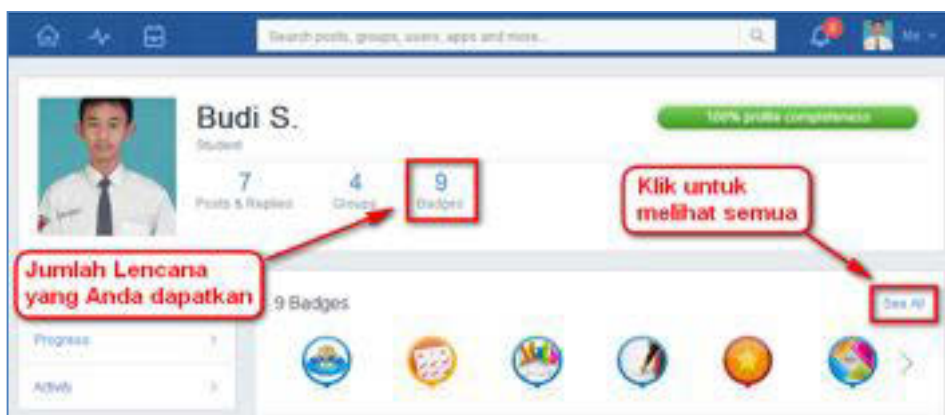 Search posts, groups, users, apps and more...
Me
Budi S.
100% profile completeness
Student
7
4
9
Posts & Replies
Groups
Badges
Klik untuk
melihat semua
Jumlah Lencana
yang Anda dapatkan
9 Badges
See All
Progress
Activity